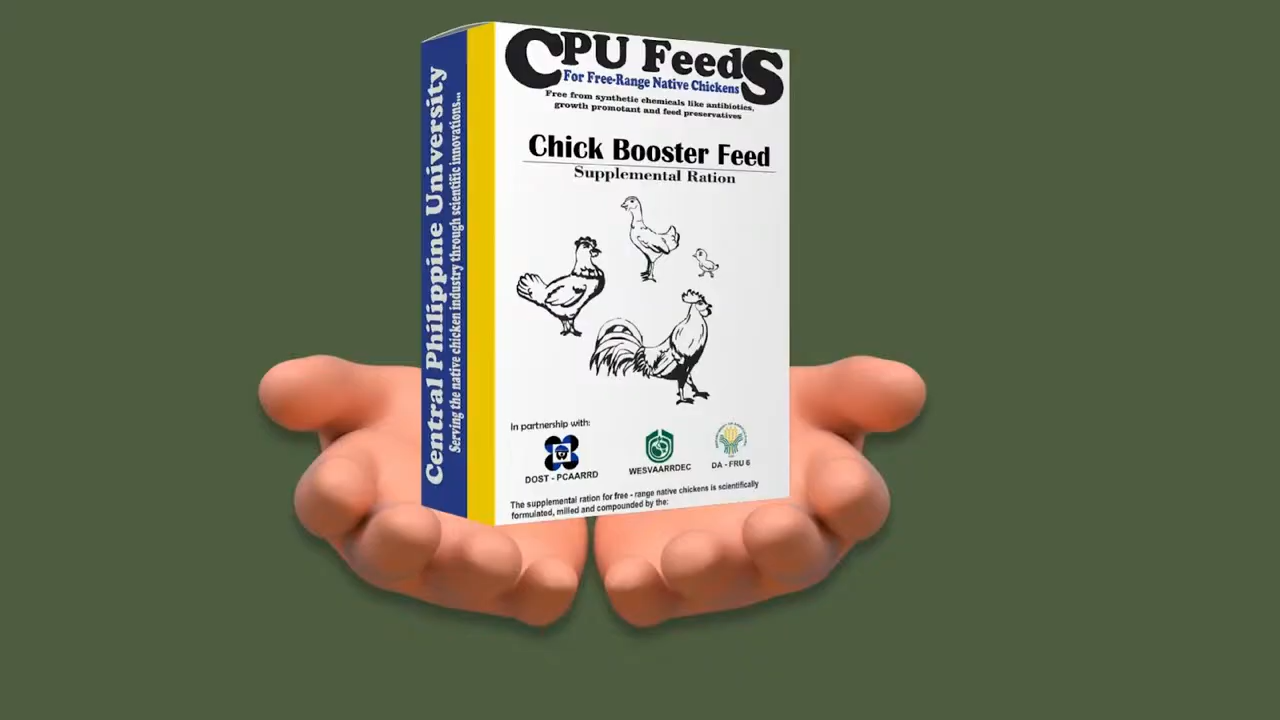 CPU FeedS
For Free-Range Native Chickens
Free from synthetic chemicals like antibiotics,
growth promotant and feed preservatives
Chick Booster Feed
Supplemental Ration
In partnership with:
DOST - PCAARRD
WESVAARRDEC
DA - FRU 6
The supplemental ration for free - range native chickens is scientifically
formulated, milled and compounded by the:
Central Philippine University
Serving the native chicken industry through scientific innovations...